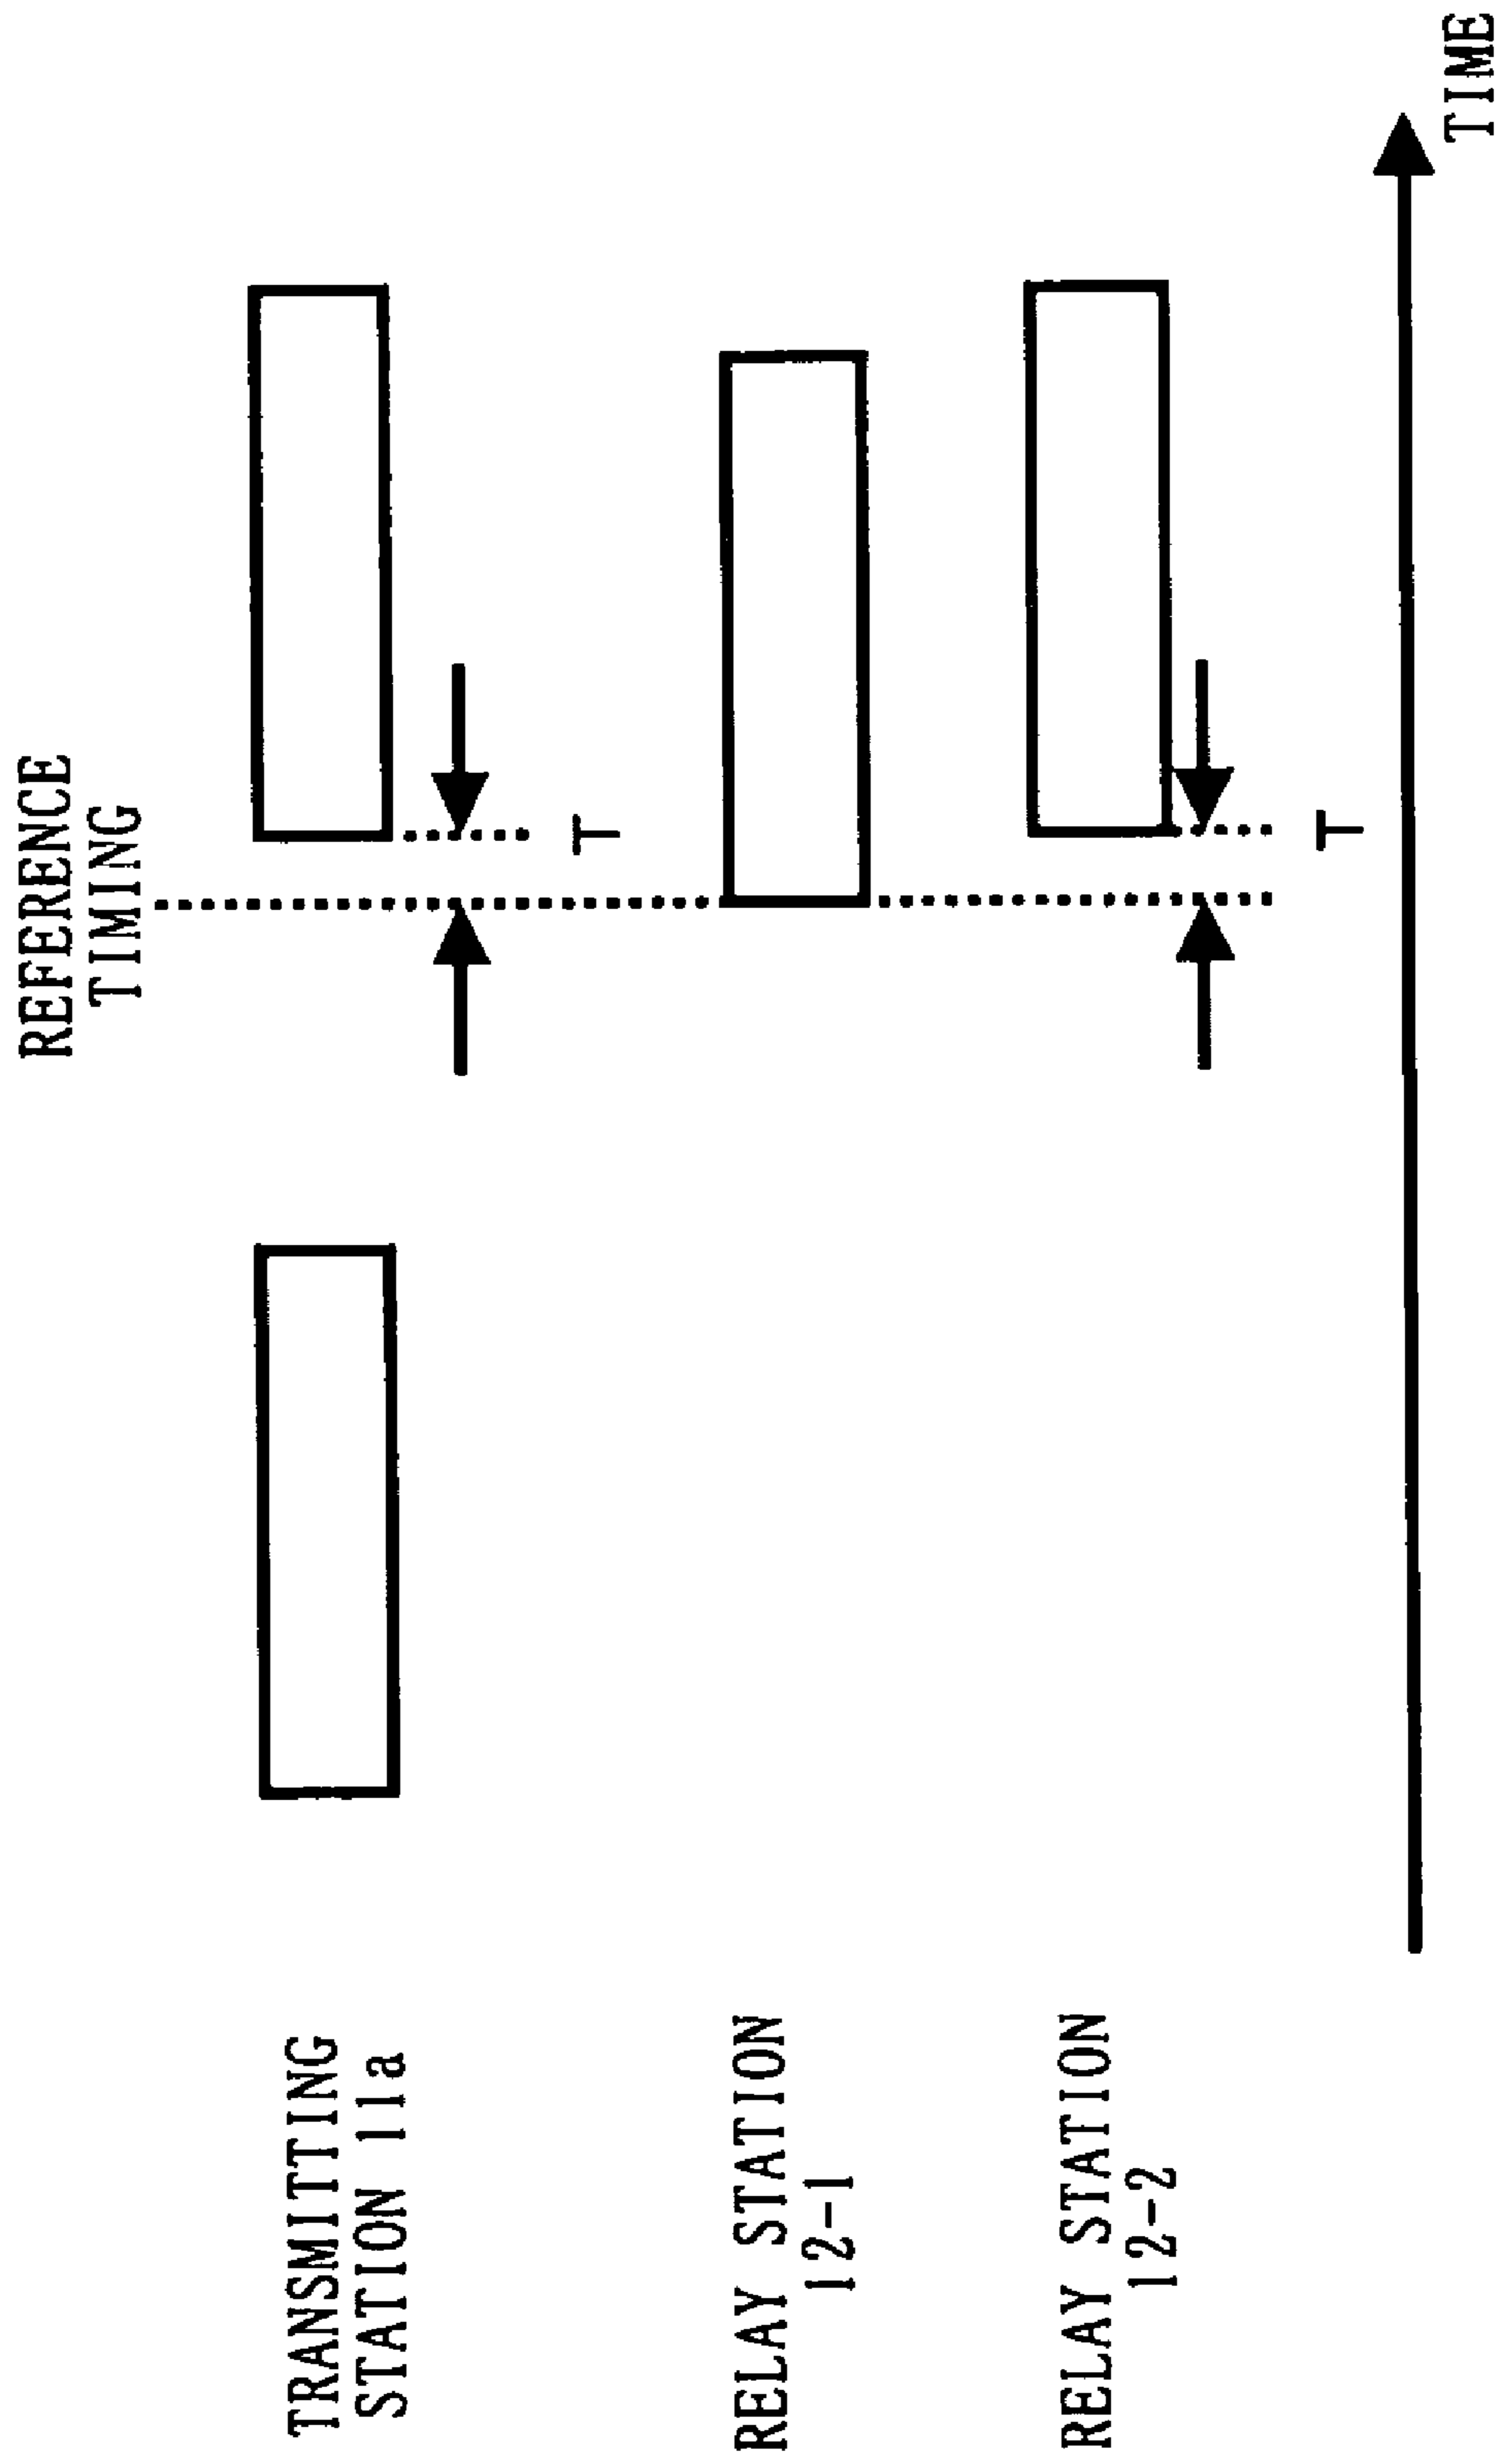 REFERENCE
TIMING
TRANSMITTING
STATION 11a
T
RELAY STATION
12-1
RELAY STATION
12-2
T
TIME